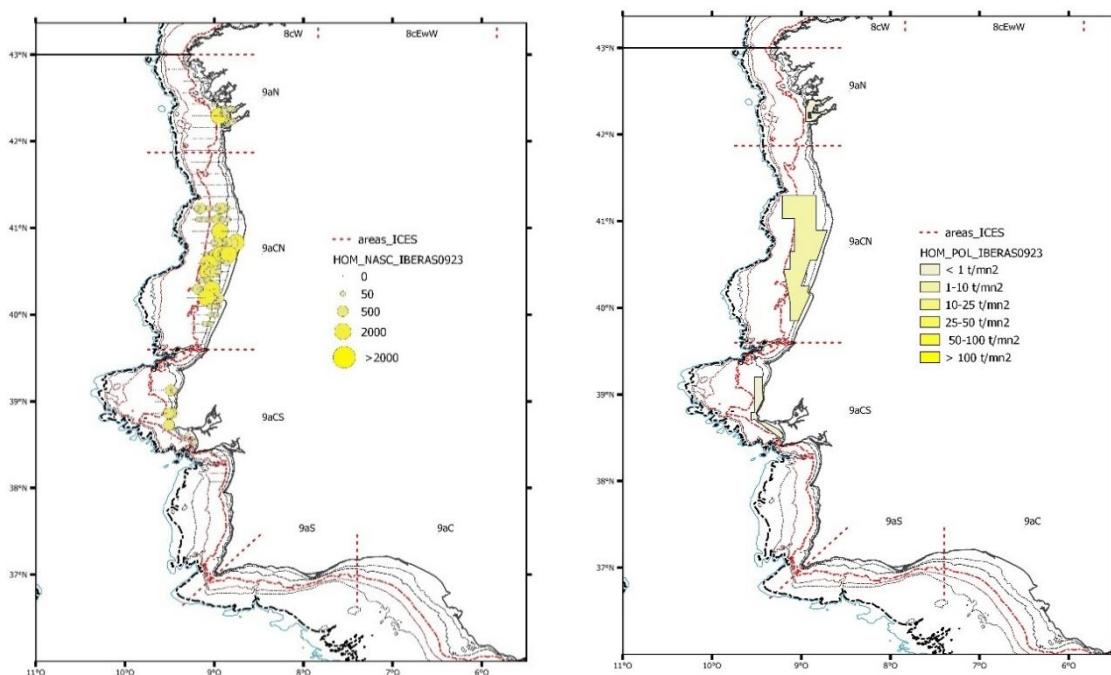 8cW 8cEwW
43°N
9aN
42°N
41°N
9aCN
areas_ICES
HOM_NASC_IBERAS0923
0
50
500
2000
>2000
40°N
39°N
9aCS
38°N
9aS 9aC
37°N
11°O 10°O 9°O 8°O 7°O 6°O
8cW 8cEwW
43°N
9aN
42°N
41°N
9aCN
areas_ICES
HOM_POL_IBERAS0923
< 1 t/mn2
1-10 t/mn2
10-25 t/mn2
25-50 t/mn2
50-100 t/mn2
> 100 t/mn2
40°N
39°N
9aCS
38°N
9aS 9aC
37°N
11°O 10°O 9°O 8°O 7°O 6°O